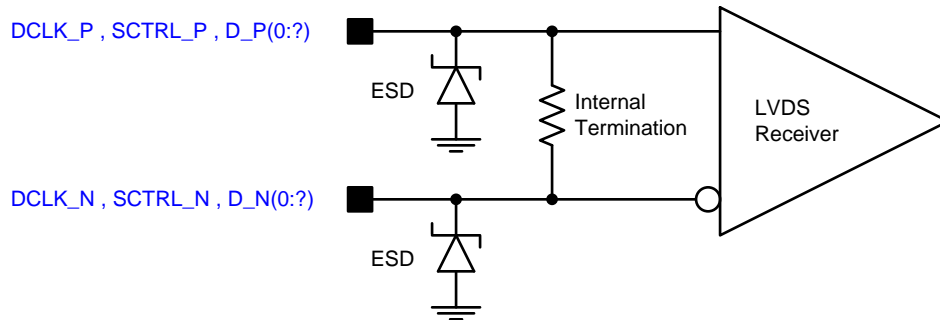 DCLK_P , SCTRL_P , D_P(0:?)
ESD
Internal
Termination
LVDS
Receiver
DCLK_N , SCTRL_N , D_N(0:?)
ESD